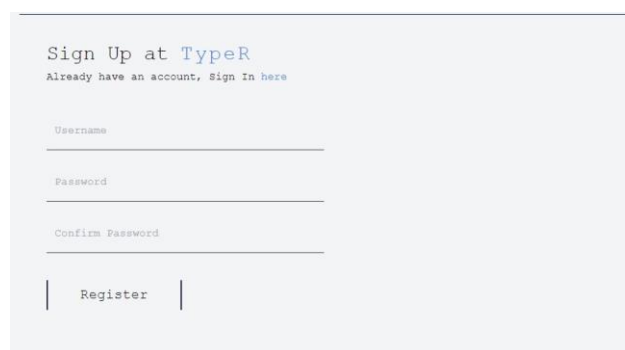 Sign Up at TypeR
Already have an account, Sign In here
Username
Password
Confirm Password
Register